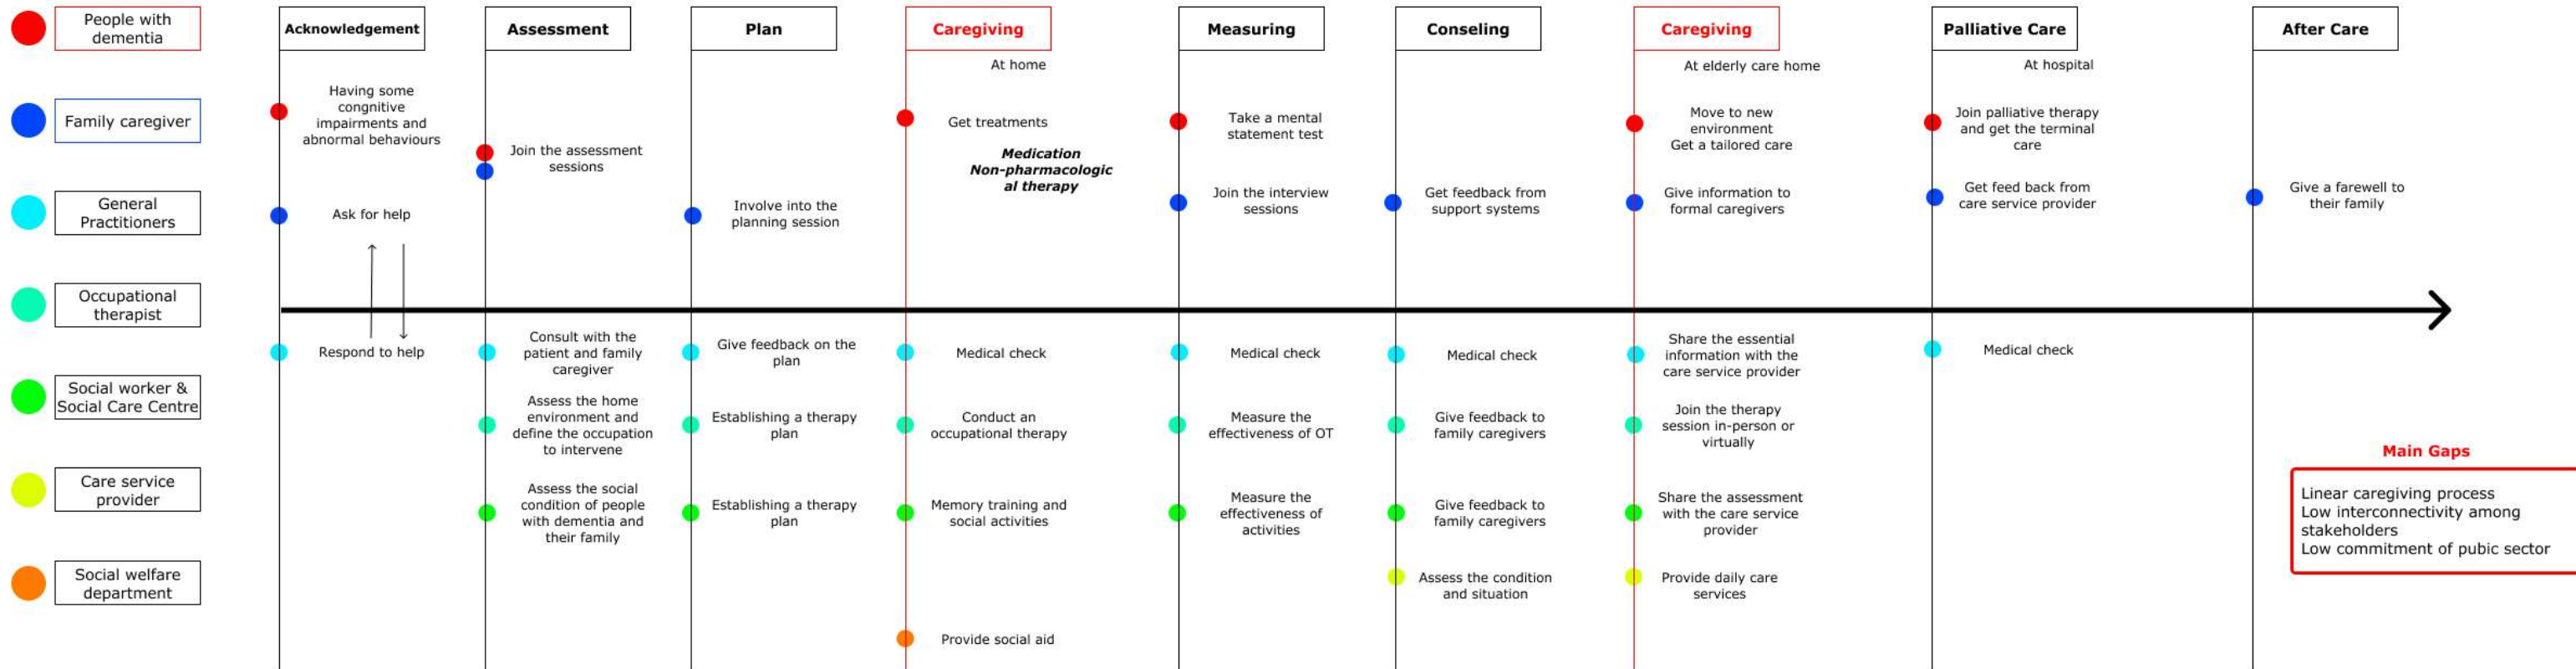 People with
dementia
Family caregiver
General
Practitioners
Occupational
therapist
Social worker &
Social Care Centre
Care service
provider
Social welfare
department
Acknowledgement
Having some
congnitive
impairments and
abnormal behaviours
Ask for help
Respond to help
Assessment
Join the assessment
sessions
Consult with the
patient and family
caregiver
Assess the home
environment and
define the occupation
to intervene
Assess the social
condition of people
with dementia and
their family
Plan
Involve into the
planning session
Give feedback on the
plan
Establishing a therapy
plan
Establishing a therapy
plan
Caregiving
At home
Get treatments
Medication
Non-pharmacologic
al therapy
Medical check
Conduct an
occupational therapy
Memory training and
social activities
Provide social aid
Measuring
Take a mental
statement test
Join the interview
sessions
Medical check
Measure the
effectiveness of OT
Measure the
effectiveness of
activities
Conseling
Get feedback from
support systems
Medical check
Give feedback to
family caregivers
Give feedback to
family caregivers
Assess the condition
and situation
Caregiving
At elderly care home
Move to new
environment
Get a tailored care
Give information to
formal caregivers
Share the essential
information with the
care service provider
Join the therapy
session in-person or
virtually
Share the assessment
with the care service
provider
Provide daily care
services
Palliative Care
At hospital
Join palliative therapy
and get the terminal
care
Get feed back from
care service provider
Medical check
After Care
Give a farewell to
their family
Main Gaps
Linear caregiving process
Low interconnectivity among
stakeholders
Low commitment of pubic sector